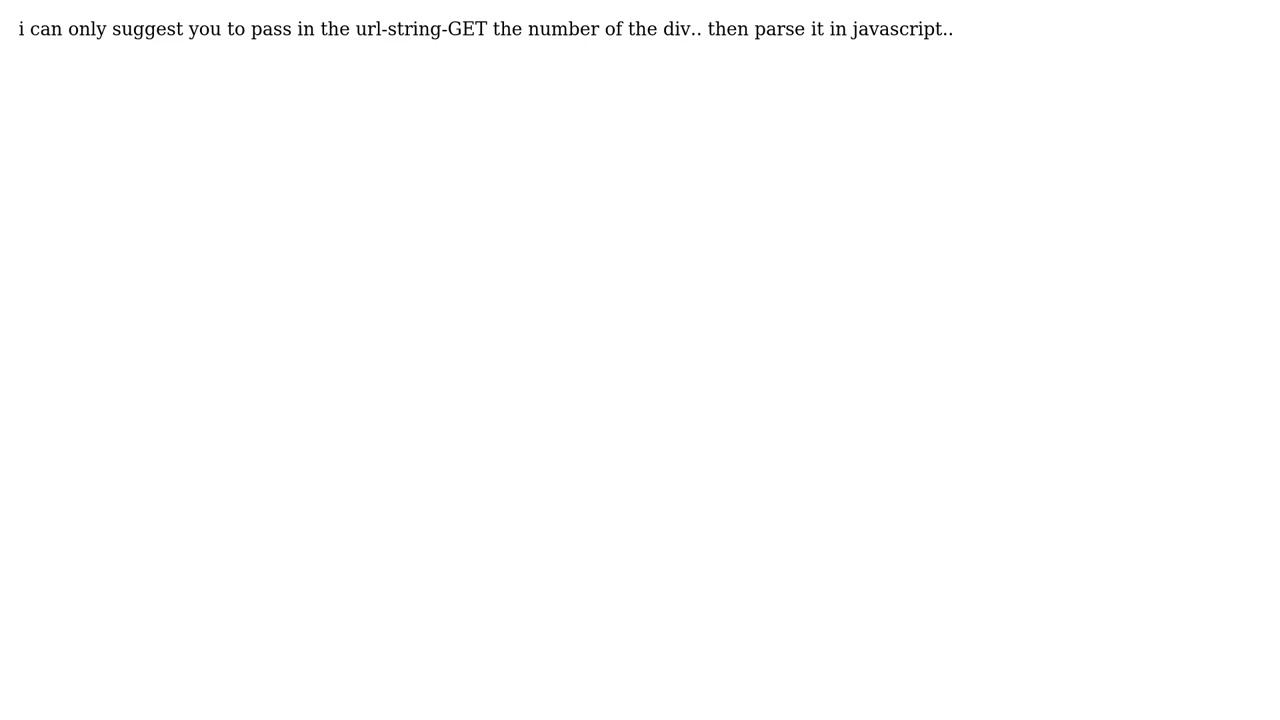 i can only suggest you to pass in the url-string-GET the number of the div.. then parse it in javascript..